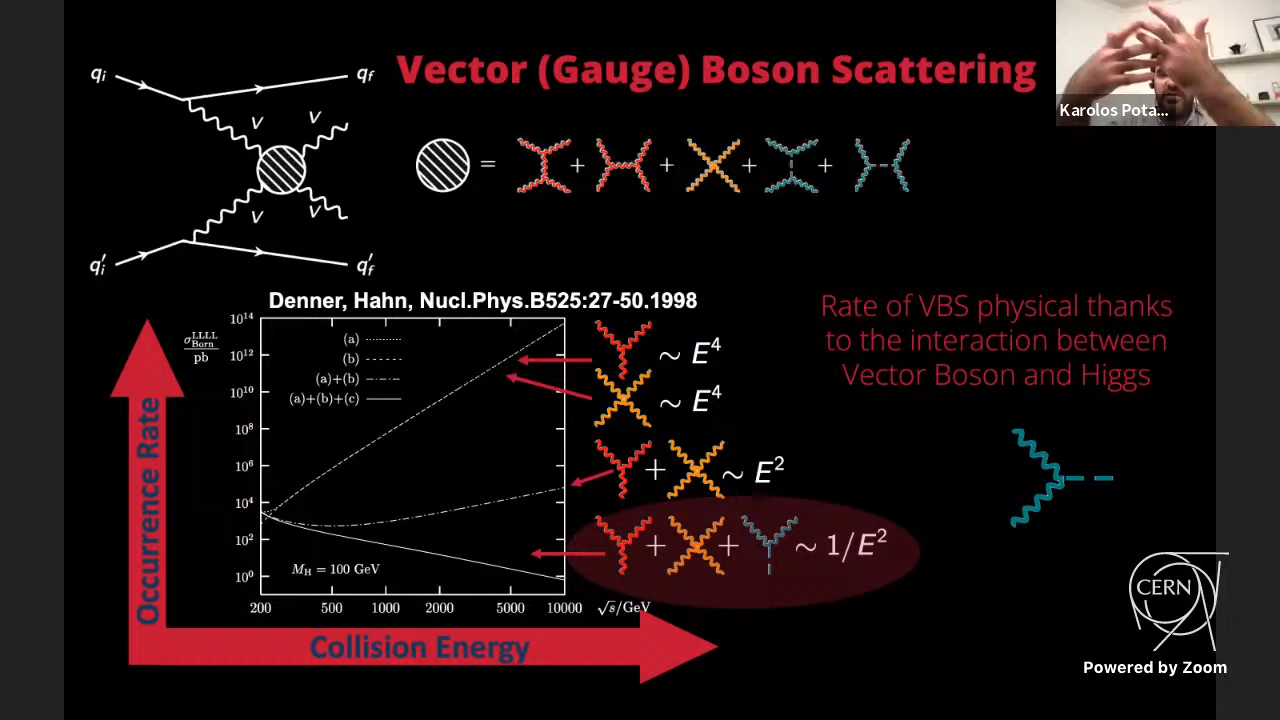 Vector (Gauge) Boson Scattering
Karolos Pota...
q_i
q_f
V
V
V
V
q'_i
q'_f
= + + + +
Denner, Hahn, Nucl.Phys.B525:27-50,1998
Rate of VBS physical thanks
to the interaction between
Vector Boson and Higgs
σ^LLLL_Born/pb
10^14
10^12
10^10
10^8
10^6
10^4
10^2
10^0
(a)
(b)
(a)+(b)
(a)+(b)+(c)
M_H = 100 GeV
200 500 1000 2000 5000 10000 √s/GeV
~ E^4
~ E^4
+ ~ E^2
+ + ~ 1/E^2
Occurrence Rate
Collision Energy
CERN
Powered by Zoom